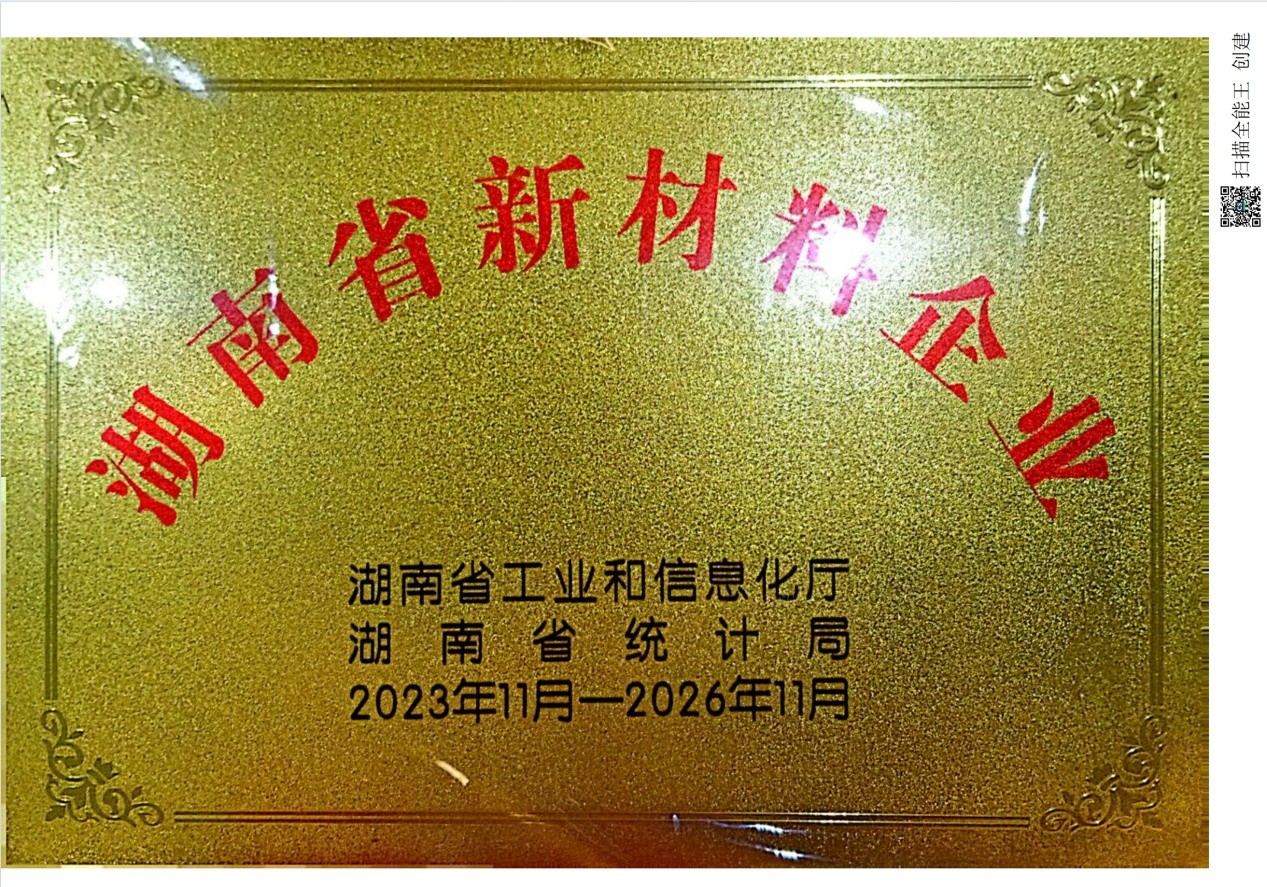 湖南省新材料企业
湖南省工业和信息化厅
湖南省统计局
2023年11月—2026年11月
扫描全能王 创建